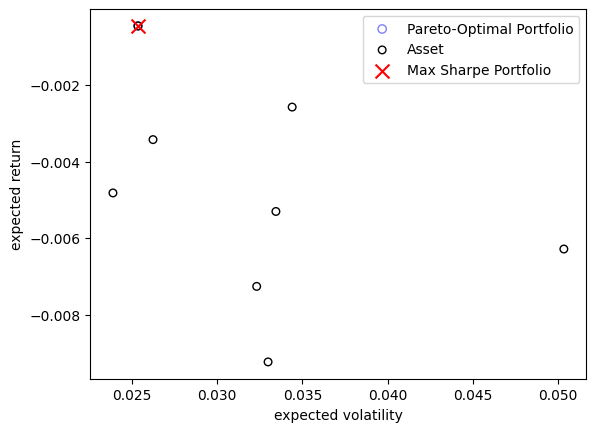 Pareto-Optimal Portfolio
Asset
Max Sharpe Portfolio
−0.002
−0.004
−0.006
−0.008
expected return
0.025 0.030 0.035 0.040 0.045 0.050
expected volatility